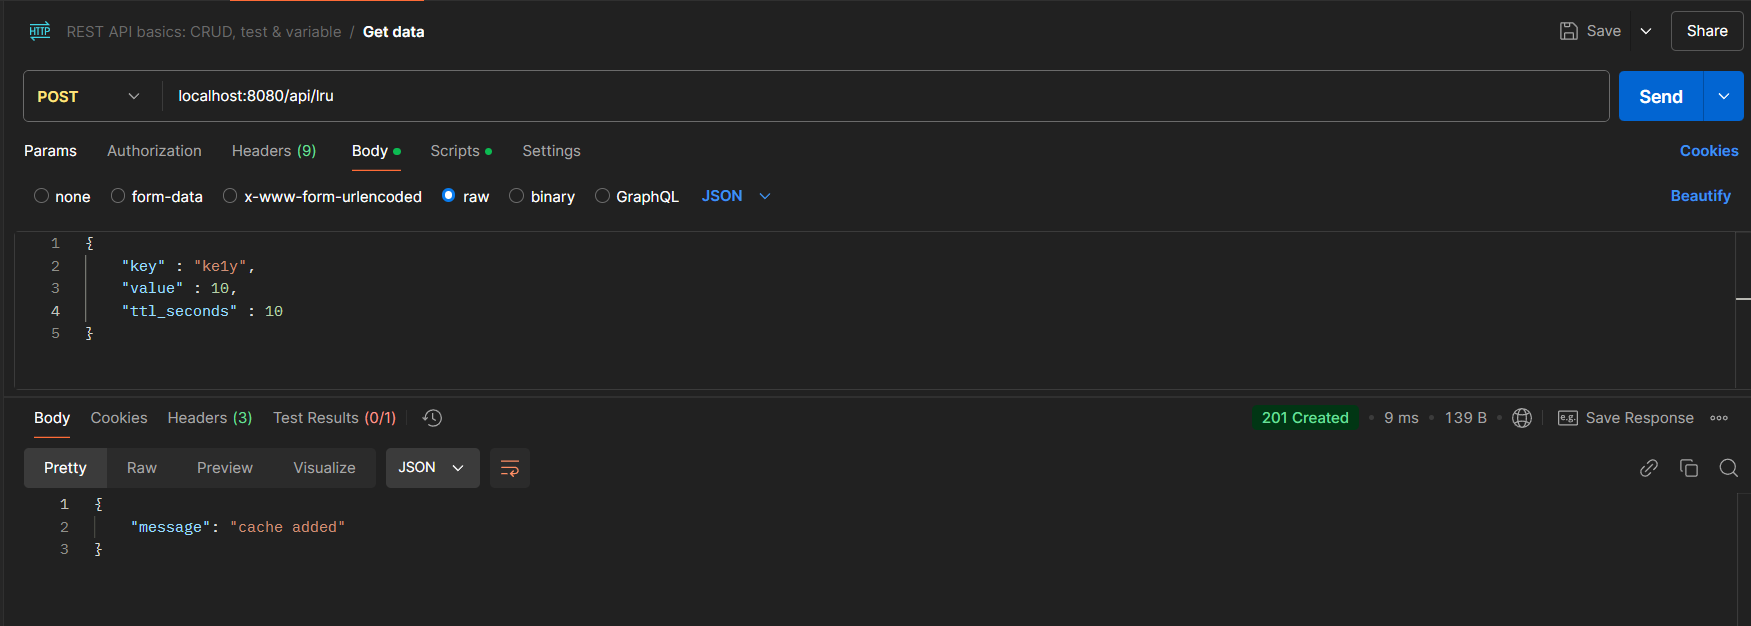 HTTP REST API basics: CRUD, test & variable / Get data Save Share
POST localhost:8080/api/lru Send
Params Authorization Headers (9) Body Scripts Settings Cookies
none form-data x-www-form-urlencoded raw binary GraphQL JSON Beautify
1 {
2 "key" : "ke1y",
3 "value" : 10,
4 "ttl_seconds" : 10
5 }
Body Cookies Headers (3) Test Results (0/1) 201 Created • 9 ms • 139 B • e.g. Save Response
Pretty Raw Preview Visualize JSON
1 {
2 "message": "cache added"
3 }